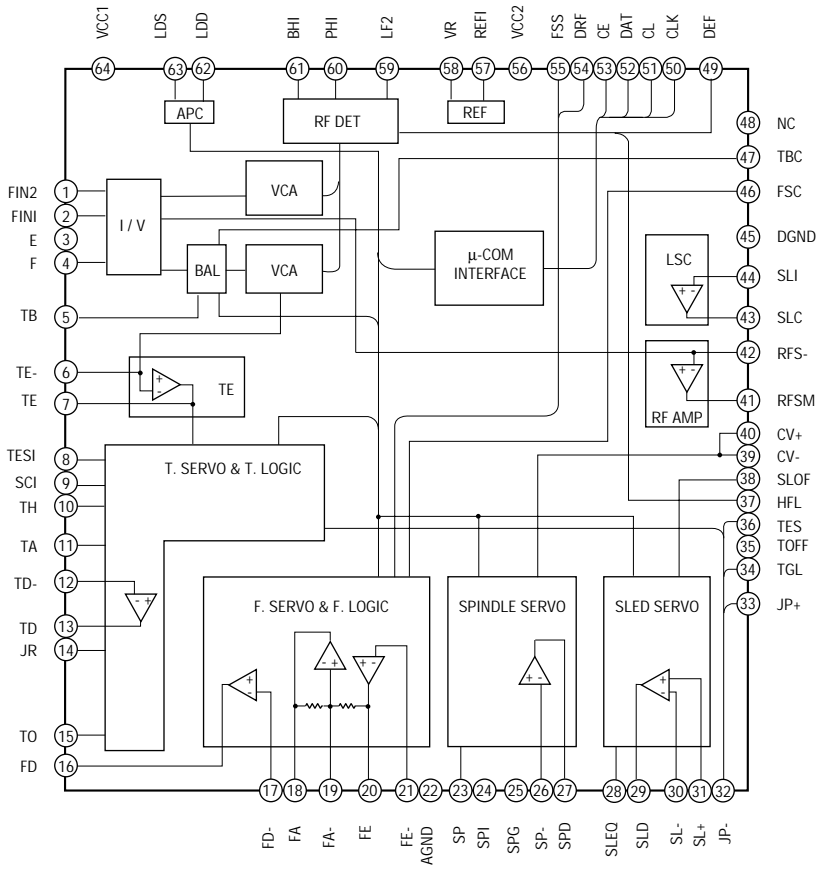 VCC1
LDS
LDD
BHI
PHI
LF2
VR
REFI
VCC2
FSS
DRF
CE
DAT
CL
CLK
DEF
64
63
62
61
60
59
58
57
56
55
54
53
52
51
50
49
APC
RF DET
REF
48 NC
47 TBC
46 FSC
45 DGND
44 SLI
43 SLC
42 RFS-
41 RFSM
40 CV+
39 CV-
38 SLOF
37 HFL
36 TES
35 TOFF
34 TGL
33 JP+
FIN2 1
FINI 2
E 3
F 4
TB 5
TE- 6
TE 7
TESI 8
SCI 9
TH 10
TA 11
TD- 12
TD 13
JR 14
TO 15
FD 16
I / V
VCA
BAL
VCA
µ-COM
INTERFACE
LSC
+ -
+ -
RF AMP
+
-
TE
T. SERVO & T. LOGIC
- +
F. SERVO & F. LOGIC
+
-
- +
+ -
SPINDLE SERVO
- +
SLED SERVO
+
-
17
18
19
20
21
22
23
24
25
26
27
28
29
30
31
32
FD-
FA
FA-
FE
FE-
AGND
SP
SPI
SPG
SP-
SPD
SLEQ
SLD
SL-
SL+
JP-